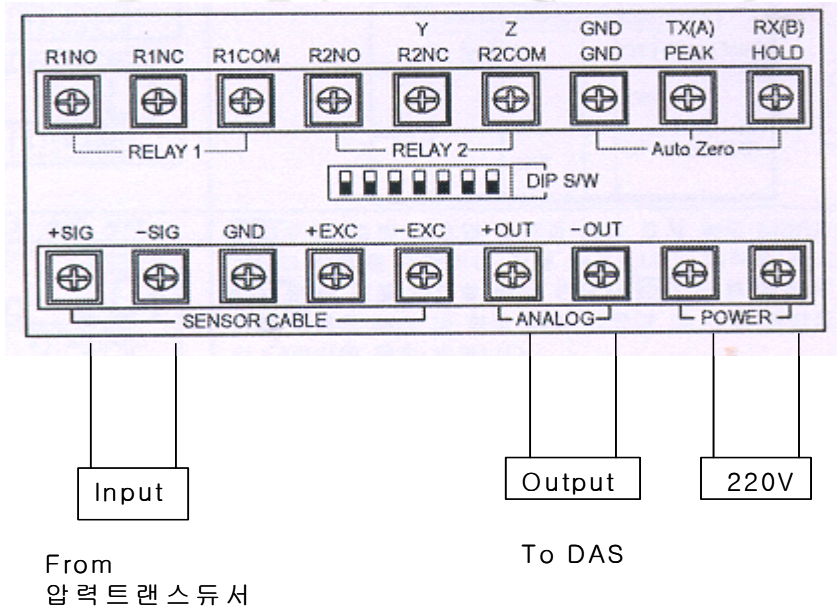 Y Z GND TX(A) RX(B)
R1NO R1NC R1COM R2NO R2NC R2COM GND PEAK HOLD
RELAY 1 RELAY 2 Auto Zero
DIP S/W
+SIG -SIG GND +EXC -EXC +OUT -OUT
SENSOR CABLE ANALOG POWER
Input Output 220V
From To DAS
압력트랜스듀서